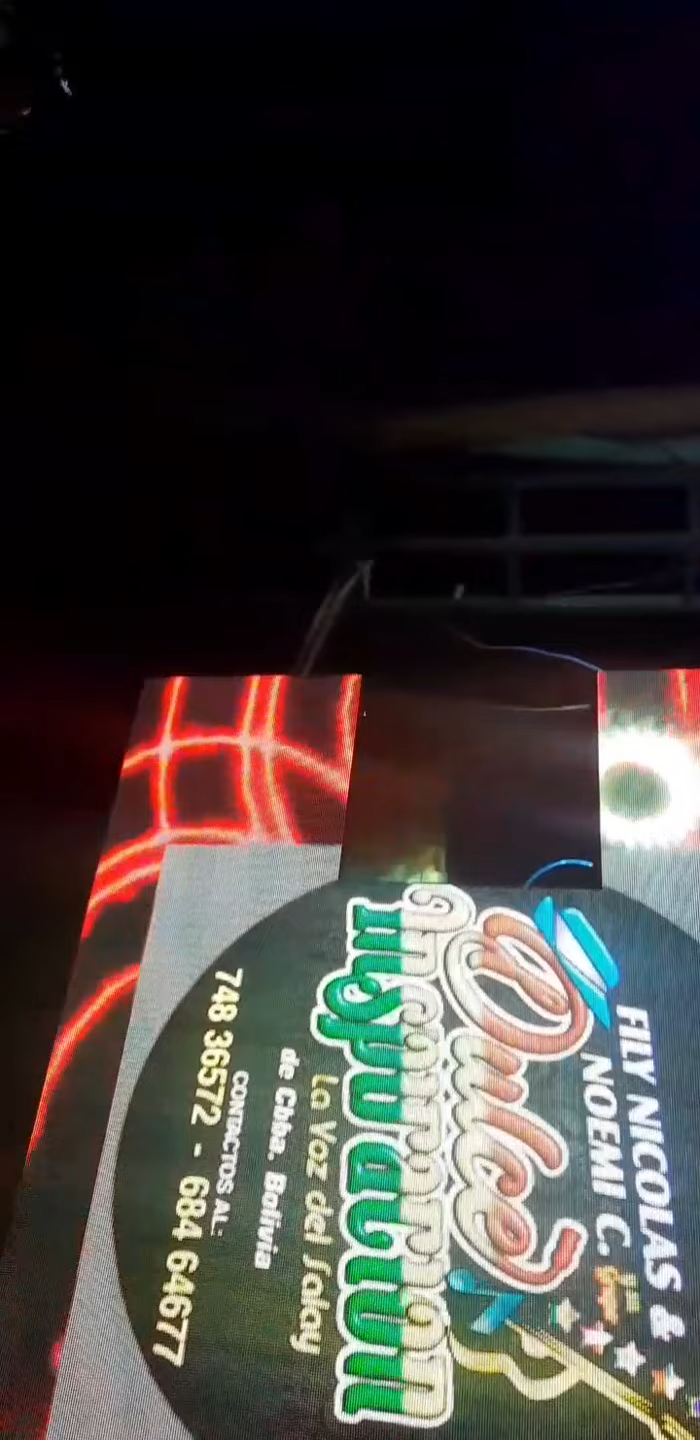 FILY NICOLAS &
NOEMI C.
Dulce
Inspiración
La Voz del Salay
de Cbba. Bolivia
CONTACTOS AL:
748 36572 - 684 64677